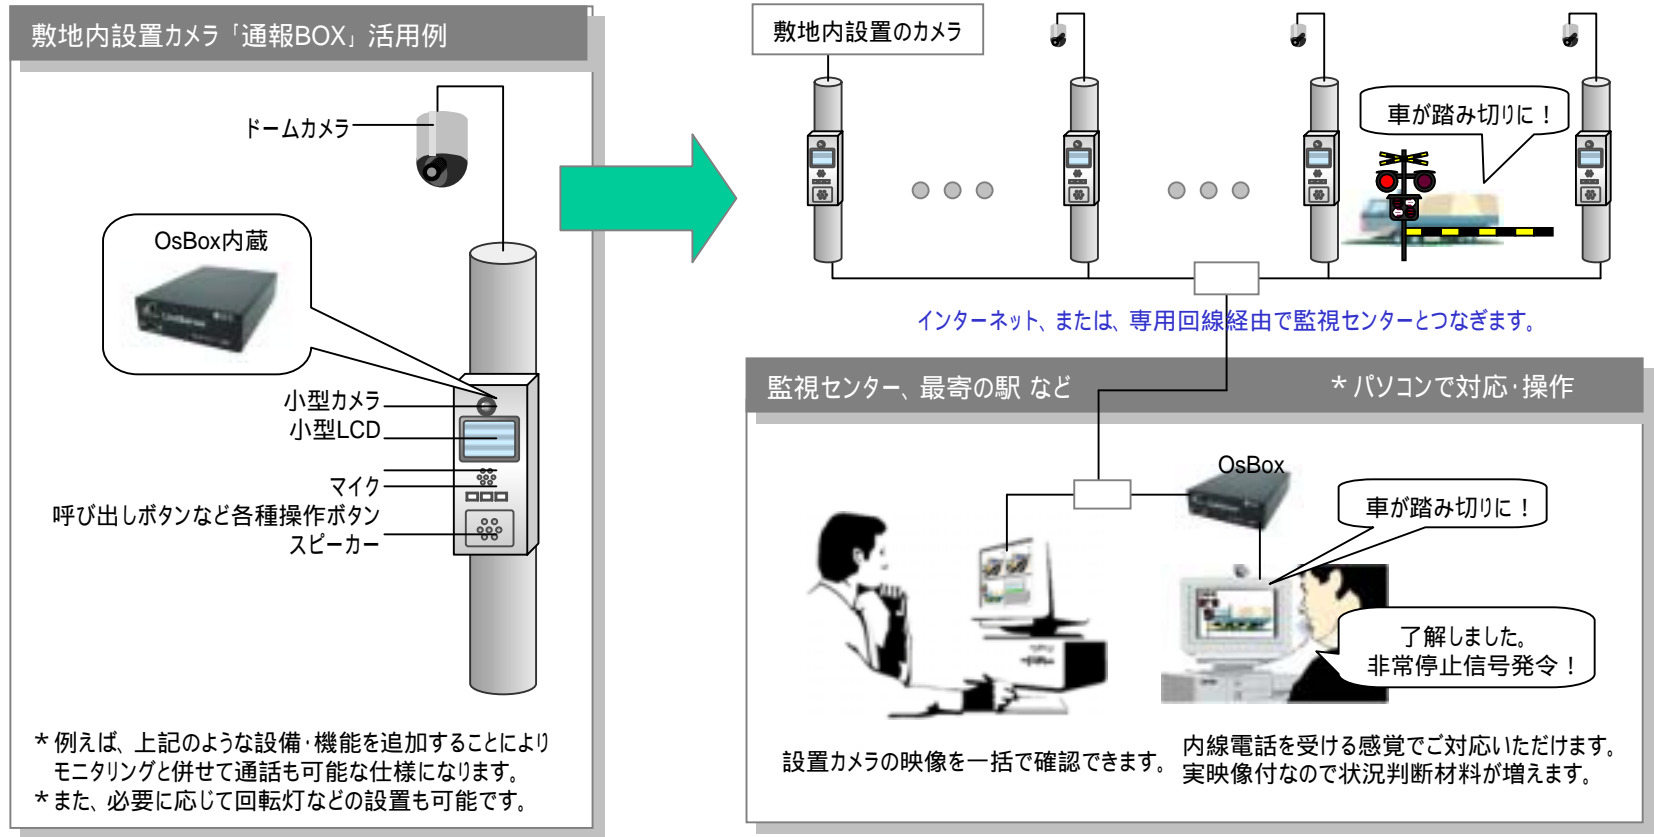 敷地内設置カメラ「通報BOX」活用例
ドームカメラ
OsBox内蔵
小型カメラ
小型LCD
マイク
呼び出しボタンなど各種操作ボタン
スピーカー
＊例えば、上記のような設備・機能を追加することにより
モニタリングと併せて通話も可能な仕様になります。
＊また、必要に応じて回転灯などの設置も可能です。
敷地内設置のカメラ
車が踏み切りに！
インターネット、または、専用回線経由で監視センターとつなぎます。
監視センター、最寄の駅 など
＊パソコンで対応・操作
OsBox
車が踏み切りに！
了解しました。
非常停止信号発令！
設置カメラの映像を一括で確認できます。
内線電話を受ける感覚でご対応いただけます。
実映像付なので状況判断材料が増えます。